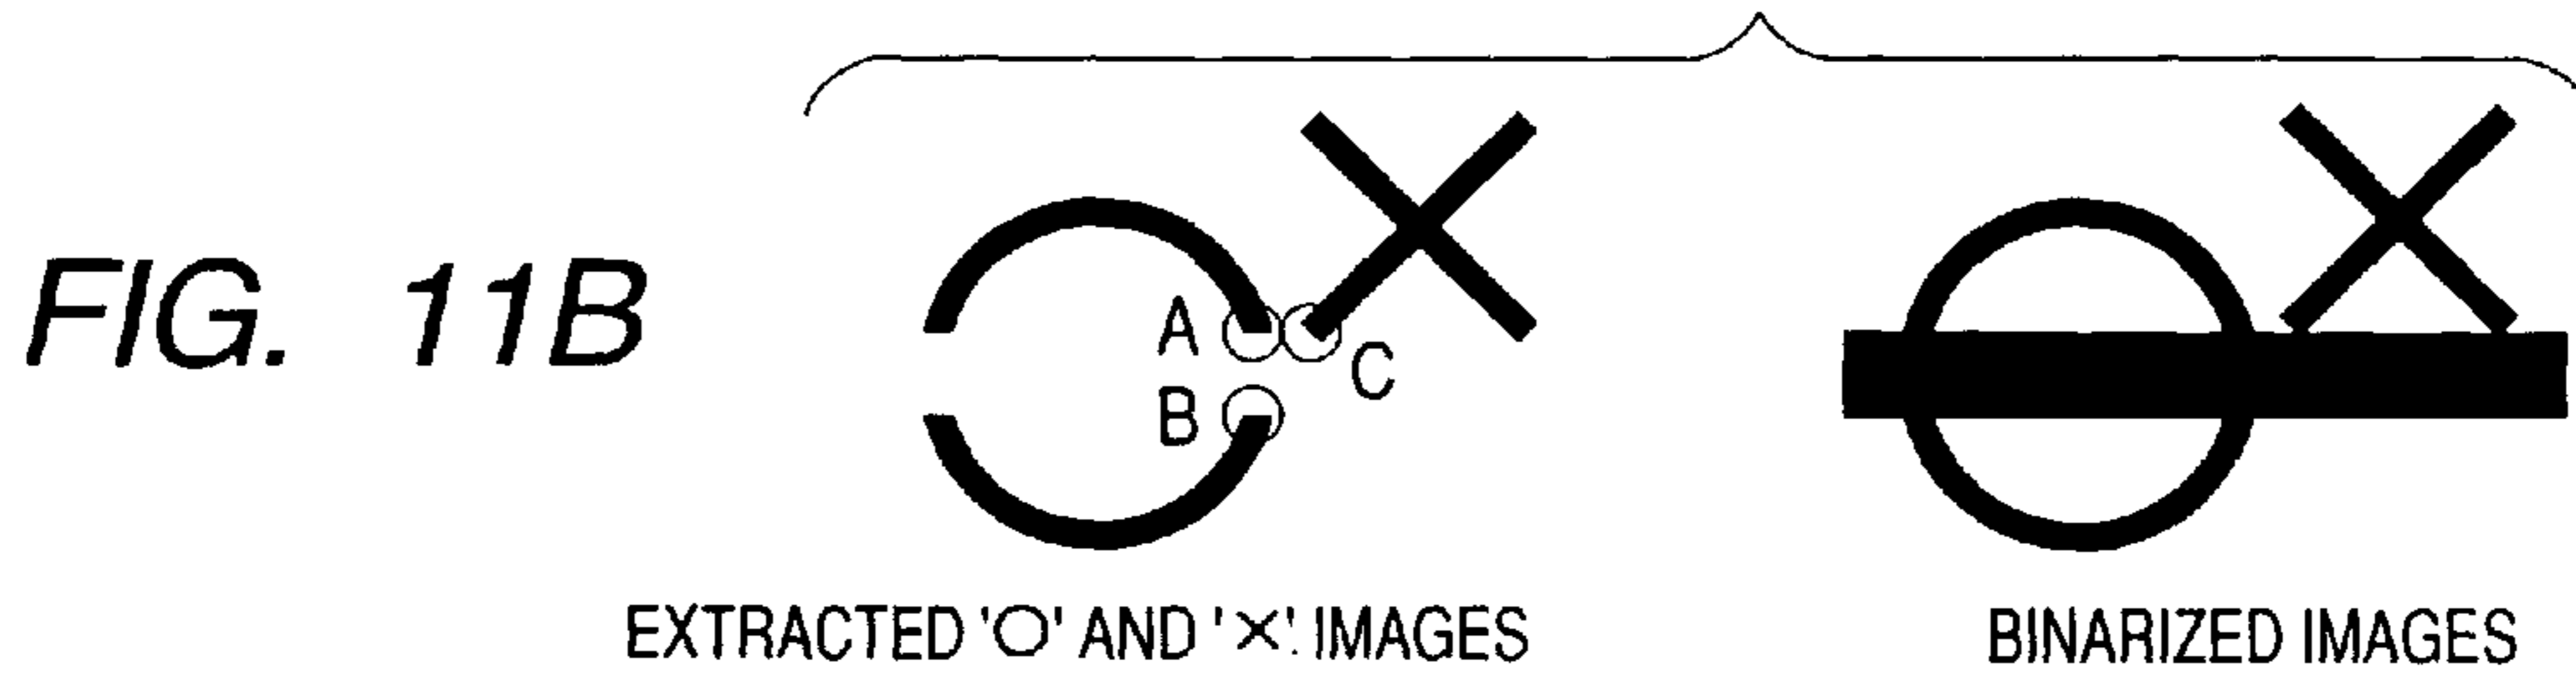 FIG. 11B
A
B
C
EXTRACTED '○' AND '×'. IMAGES
BINARIZED IMAGES